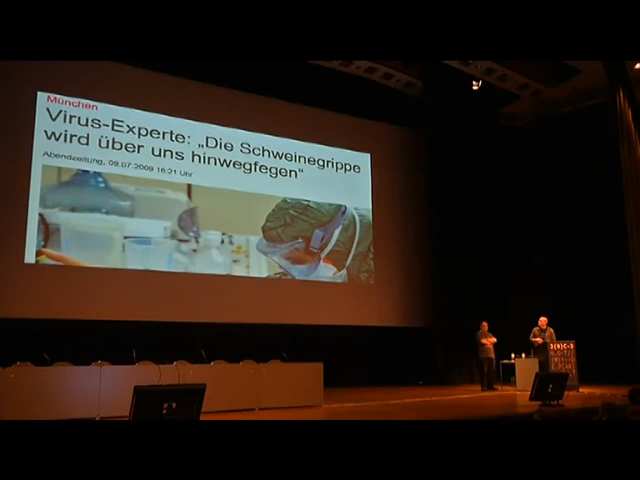 München
Virus-Experte: „Die Schweinegrippe
wird über uns hinwegfegen“
Abendzeitung, 09.07.2009 16:21 Uhr